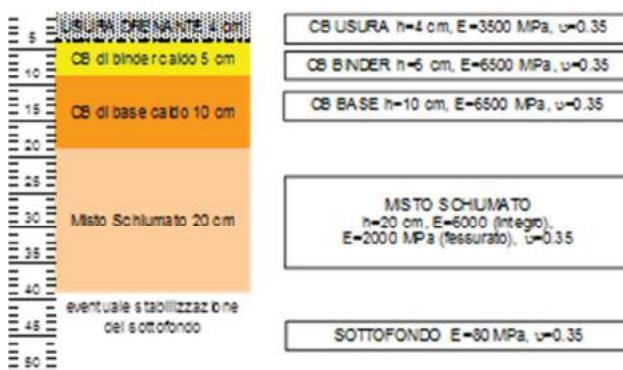 USURA DRENANTE cm
CB di binder caldo 5 cm
CB di base caldo 10 cm
Misto Schiumato 20 cm
eventuale stabilizzazione
del sottofondo
5
10
15
20
25
30
35
40
45
50
CB USURA h=4 cm, E=3500 MPa, υ=0.35
CB BINDER h=6 cm, E=6500 MPa, υ=0.35
CB BASE h=10 cm, E=6500 MPa, υ=0.35
MISTO SCHIUMATO
h=20 cm, E=6000 (integro),
E=2000 MPa (fessurato), υ=0.35
SOTTOFONDO E=80 MPa, υ=0.35